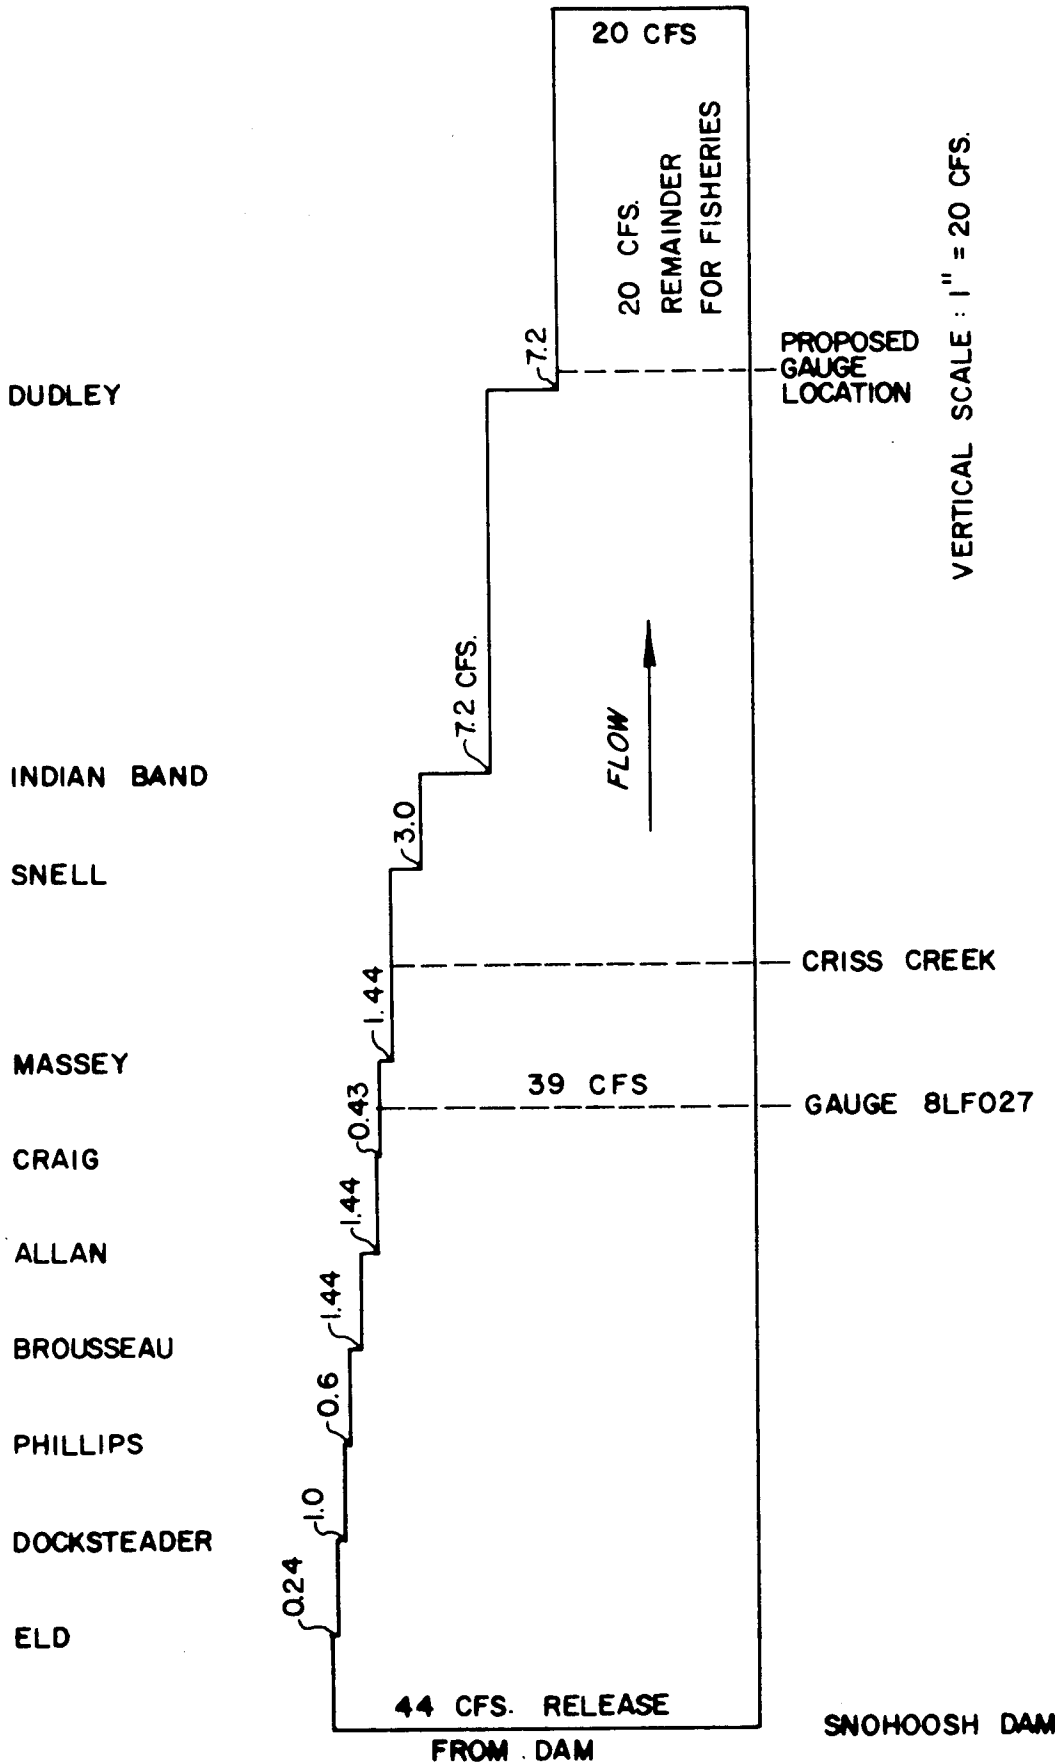 20 CFS
20 CFS.
REMAINDER
FOR FISHERIES
VERTICAL SCALE : 1" = 20 CFS.
7.2
PROPOSED
GAUGE
LOCATION
DUDLEY
7.2 CFS.
FLOW
INDIAN BAND
3.0
SNELL
CRISS CREEK
1.44
MASSEY
39 CFS
0.43
GAUGE 8LF027
CRAIG
1.44
ALLAN
1.44
BROUSSEAU
0.6
PHILLIPS
1.0
DOCKSTEADER
0.24
ELD
44 CFS. RELEASE
FROM . DAM
SNOHOOSH DAM